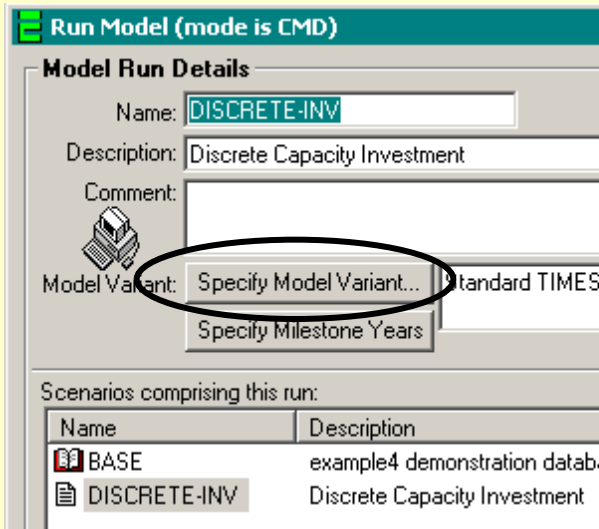 Run Model (mode is CMD)
Model Run Details
Name: DISCRETE-INV
Description: Discrete Capacity Investment
Comment:
Model Variant: Specify Model Variant... Standard TIMES
Specify Milestone Years
Scenarios comprising this run:
Name Description
BASE example4 demonstration datab
DISCRETE-INV Discrete Capacity Investment